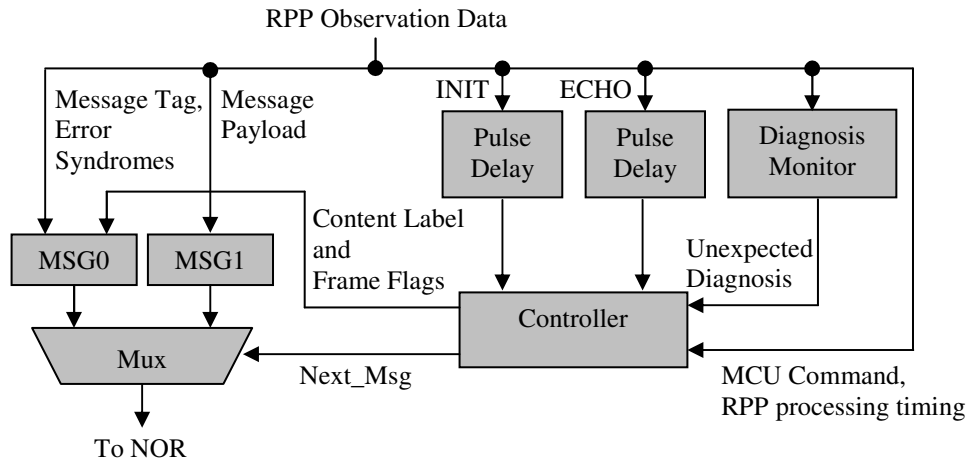 RPP Observation Data
Message Tag,
Error
Syndromes
Message
Payload
INIT
ECHO
Pulse
Delay
Pulse
Delay
Diagnosis
Monitor
MSG0
MSG1
Content Label
and
Frame Flags
Unexpected
Diagnosis
Controller
Mux
Next_Msg
MCU Command,
RPP processing timing
To NOR